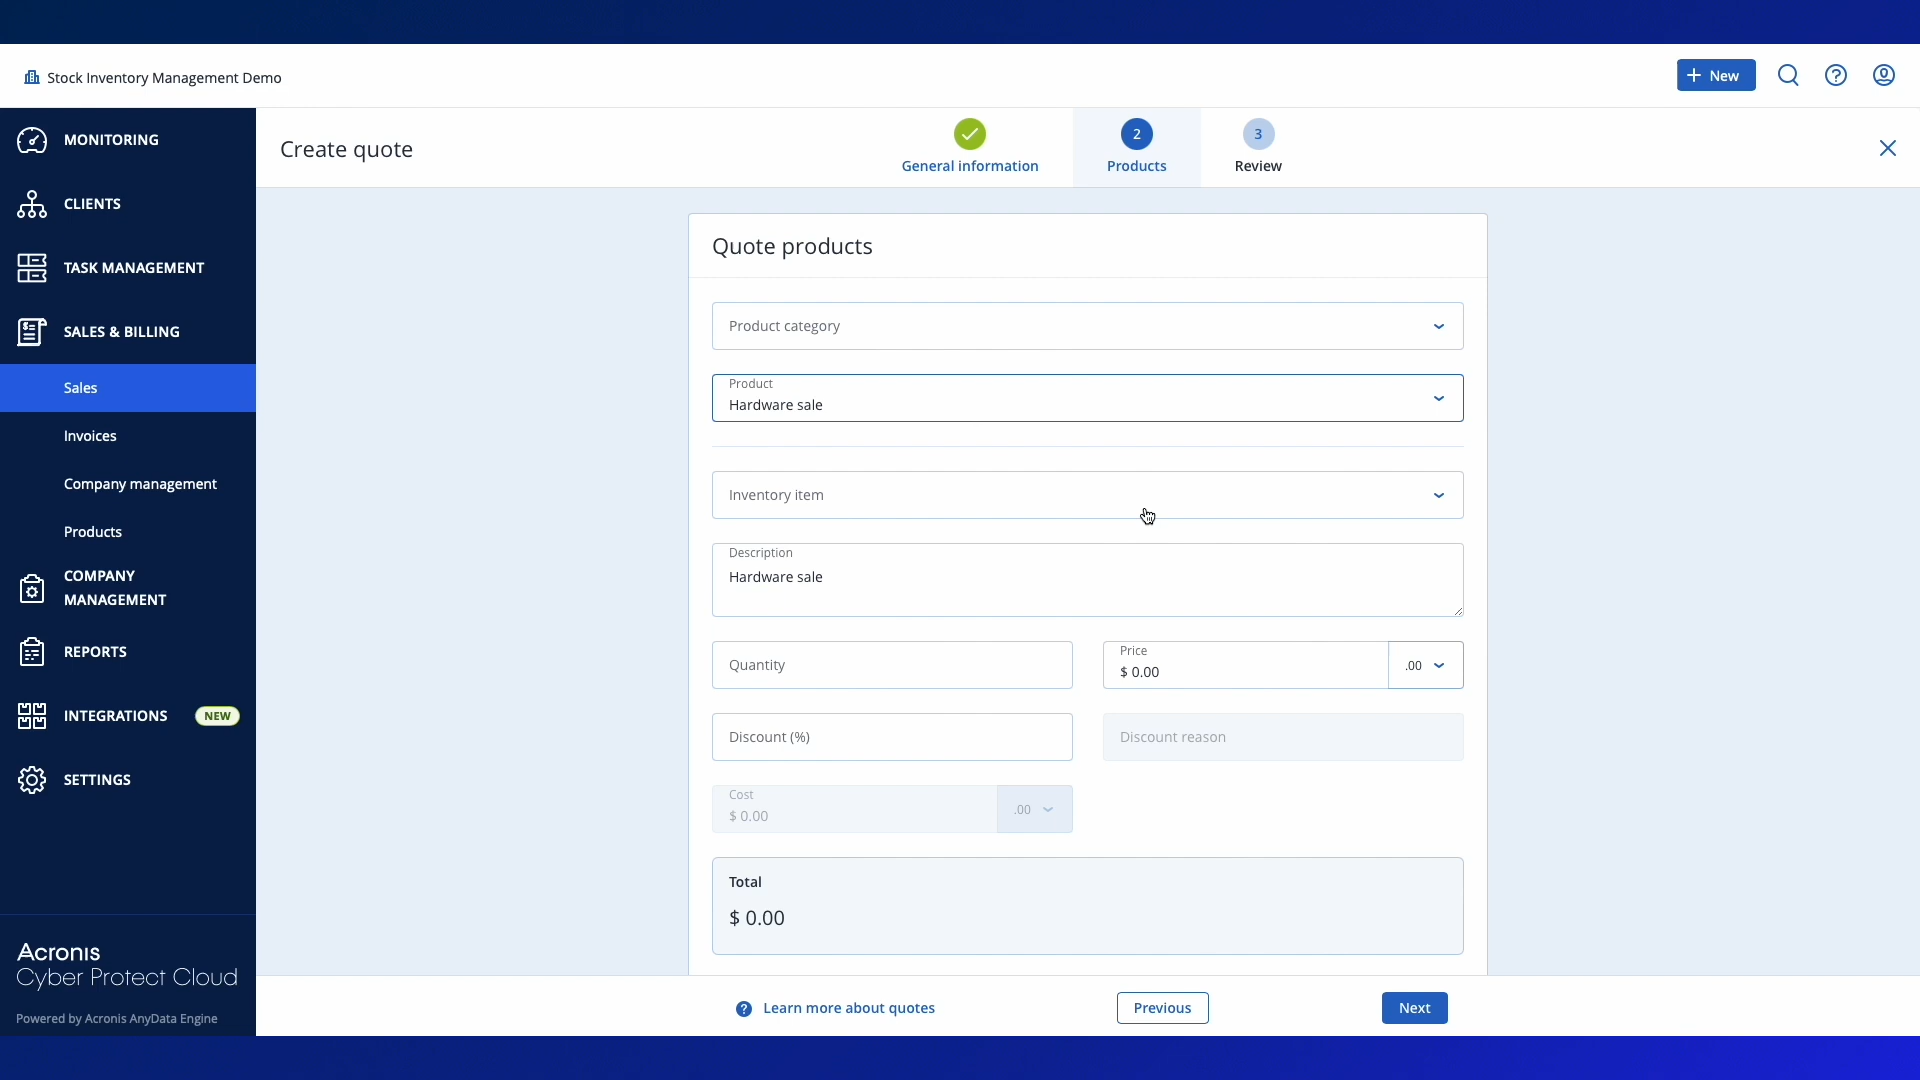 Stock Inventory Management Demo
New
MONITORING
CLIENTS
TASK MANAGEMENT
SALES & BILLING
Sales
Invoices
Company management
Products
COMPANY
MANAGEMENT
REPORTS
INTEGRATIONS NEW
SETTINGS
Acronis
Cyber Protect Cloud
Powered by Acronis AnyData Engine
Create quote
General information
2
Products
3
Review
Quote products
Product category
Product
Hardware sale
Inventory item
Description
Hardware sale
Quantity
Price
$ 0.00
.00
Discount (%)
Discount reason
Cost
$ 0.00
.00
Total
$ 0.00
? Learn more about quotes
Previous
Next